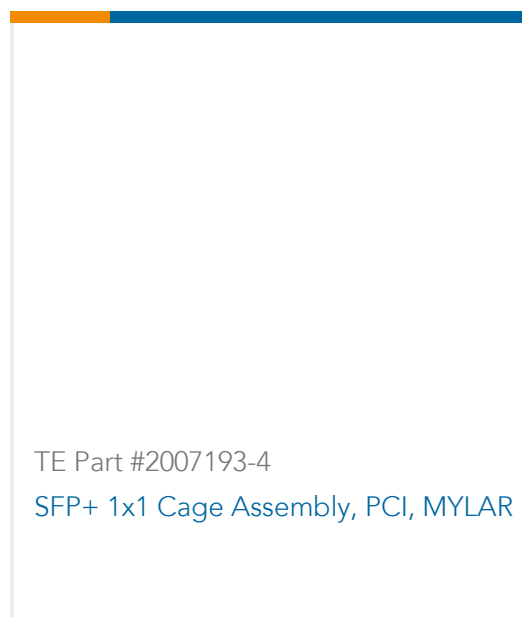 TE Part #2007193-4
SFP+ 1x1 Cage Assembly, PCI, MYLAR